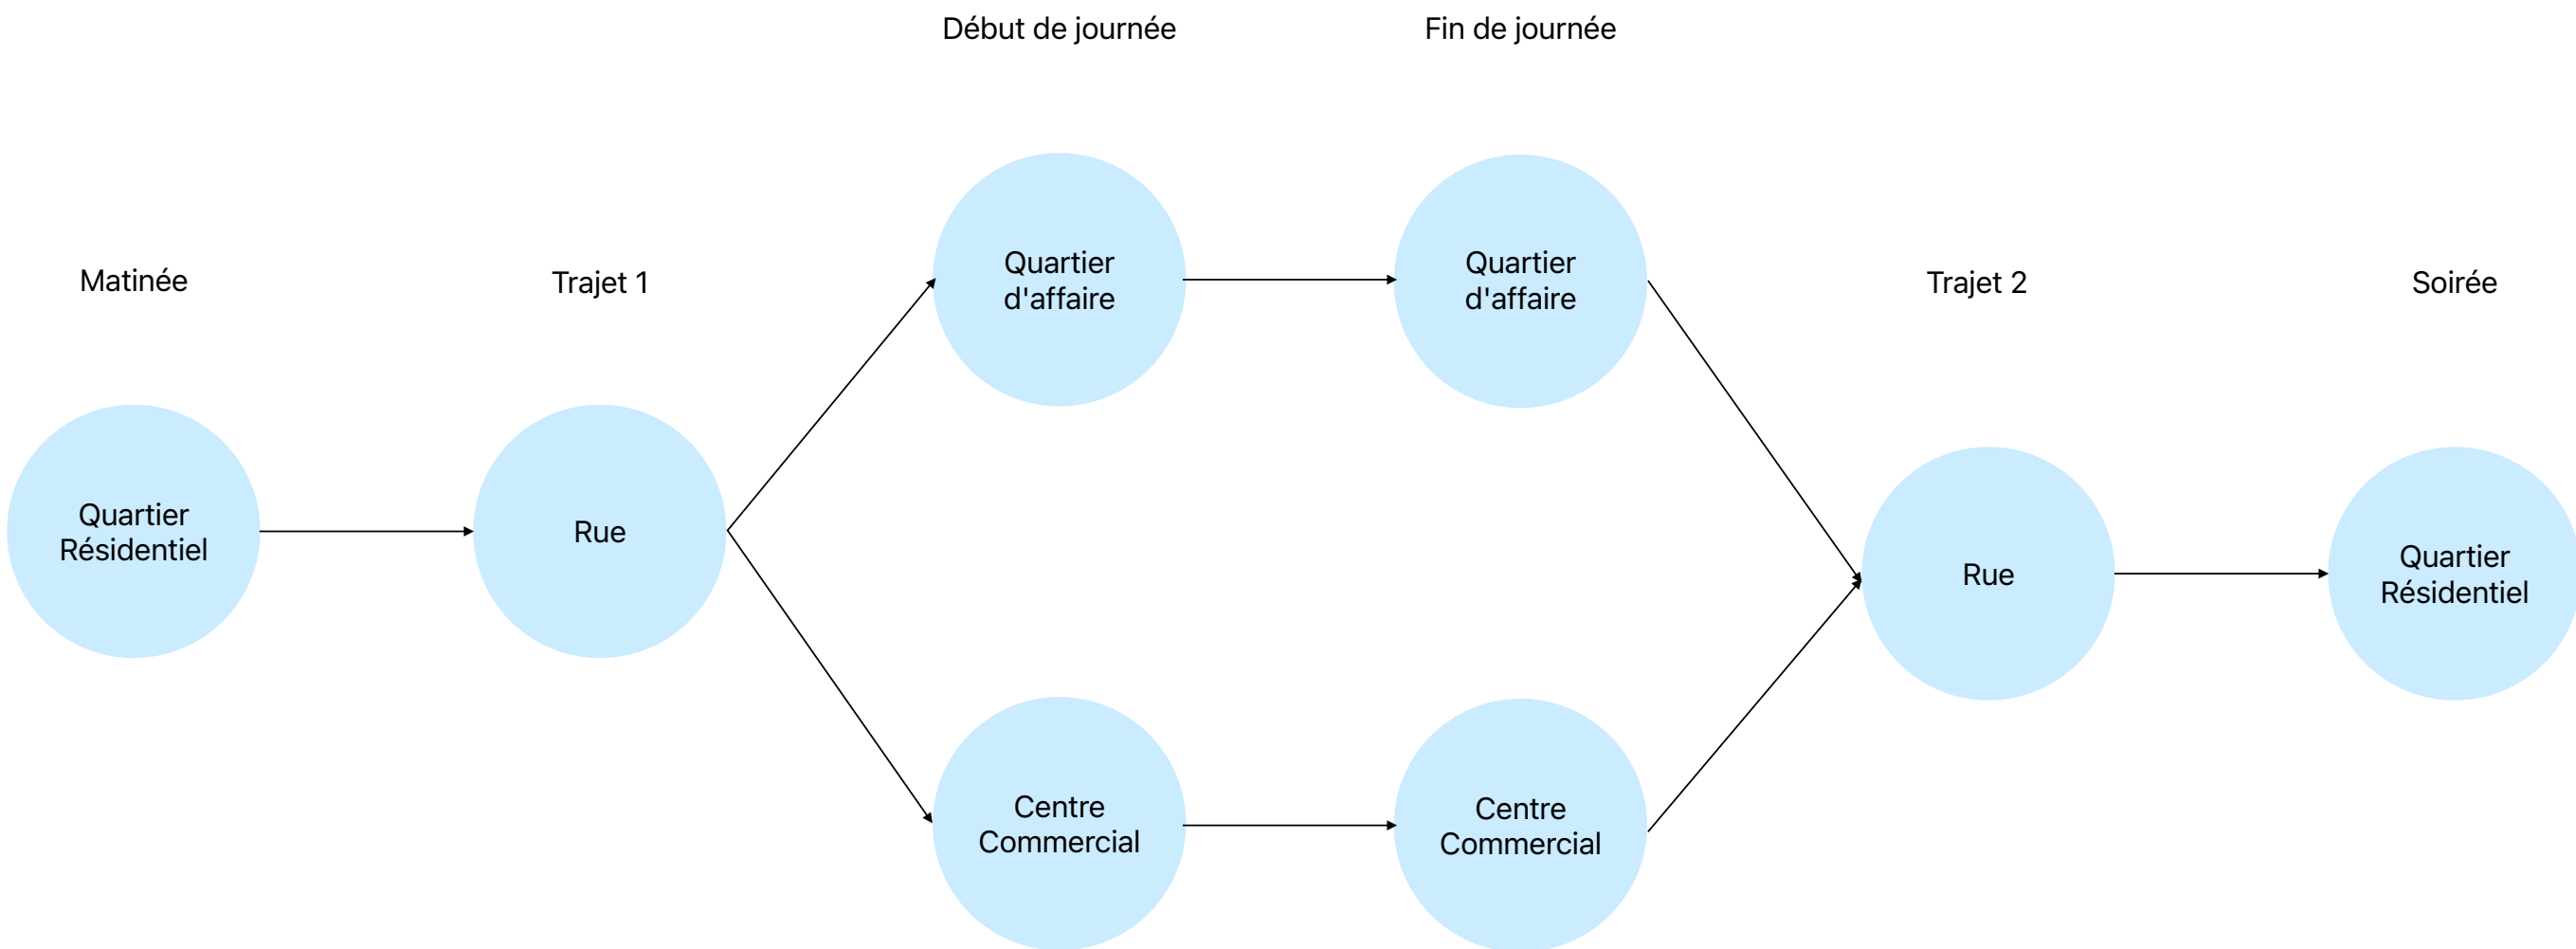 Début de journée
Fin de journée
Matinée
Trajet 1
Quartier
d'affaire
Quartier
d'affaire
Trajet 2
Soirée
Quartier
Résidentiel
Rue
Rue
Quartier
Résidentiel
Centre
Commercial
Centre
Commercial